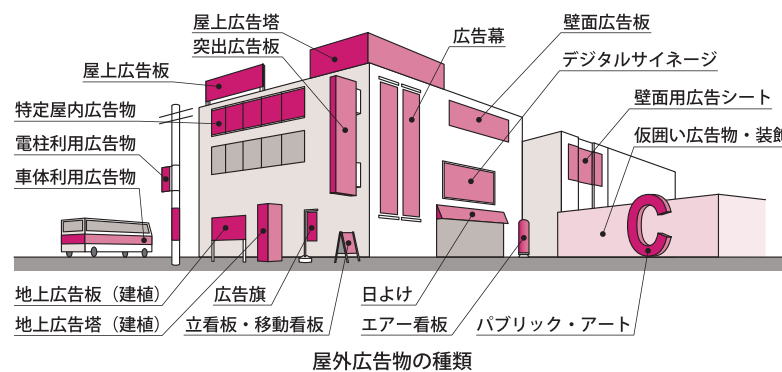 屋上広告塔
突出広告板
広告幕
壁面広告板
デジタルサイネージ
屋上広告板
特定屋内広告物
電柱利用広告物
車体利用広告物
壁面用広告シート
仮囲い広告物・装飾
地上広告板（建植）
地上広告塔（建植）
広告旗
立看板・移動看板
日よけ
エアー看板
パブリック・アート
C
屋外広告物の種類